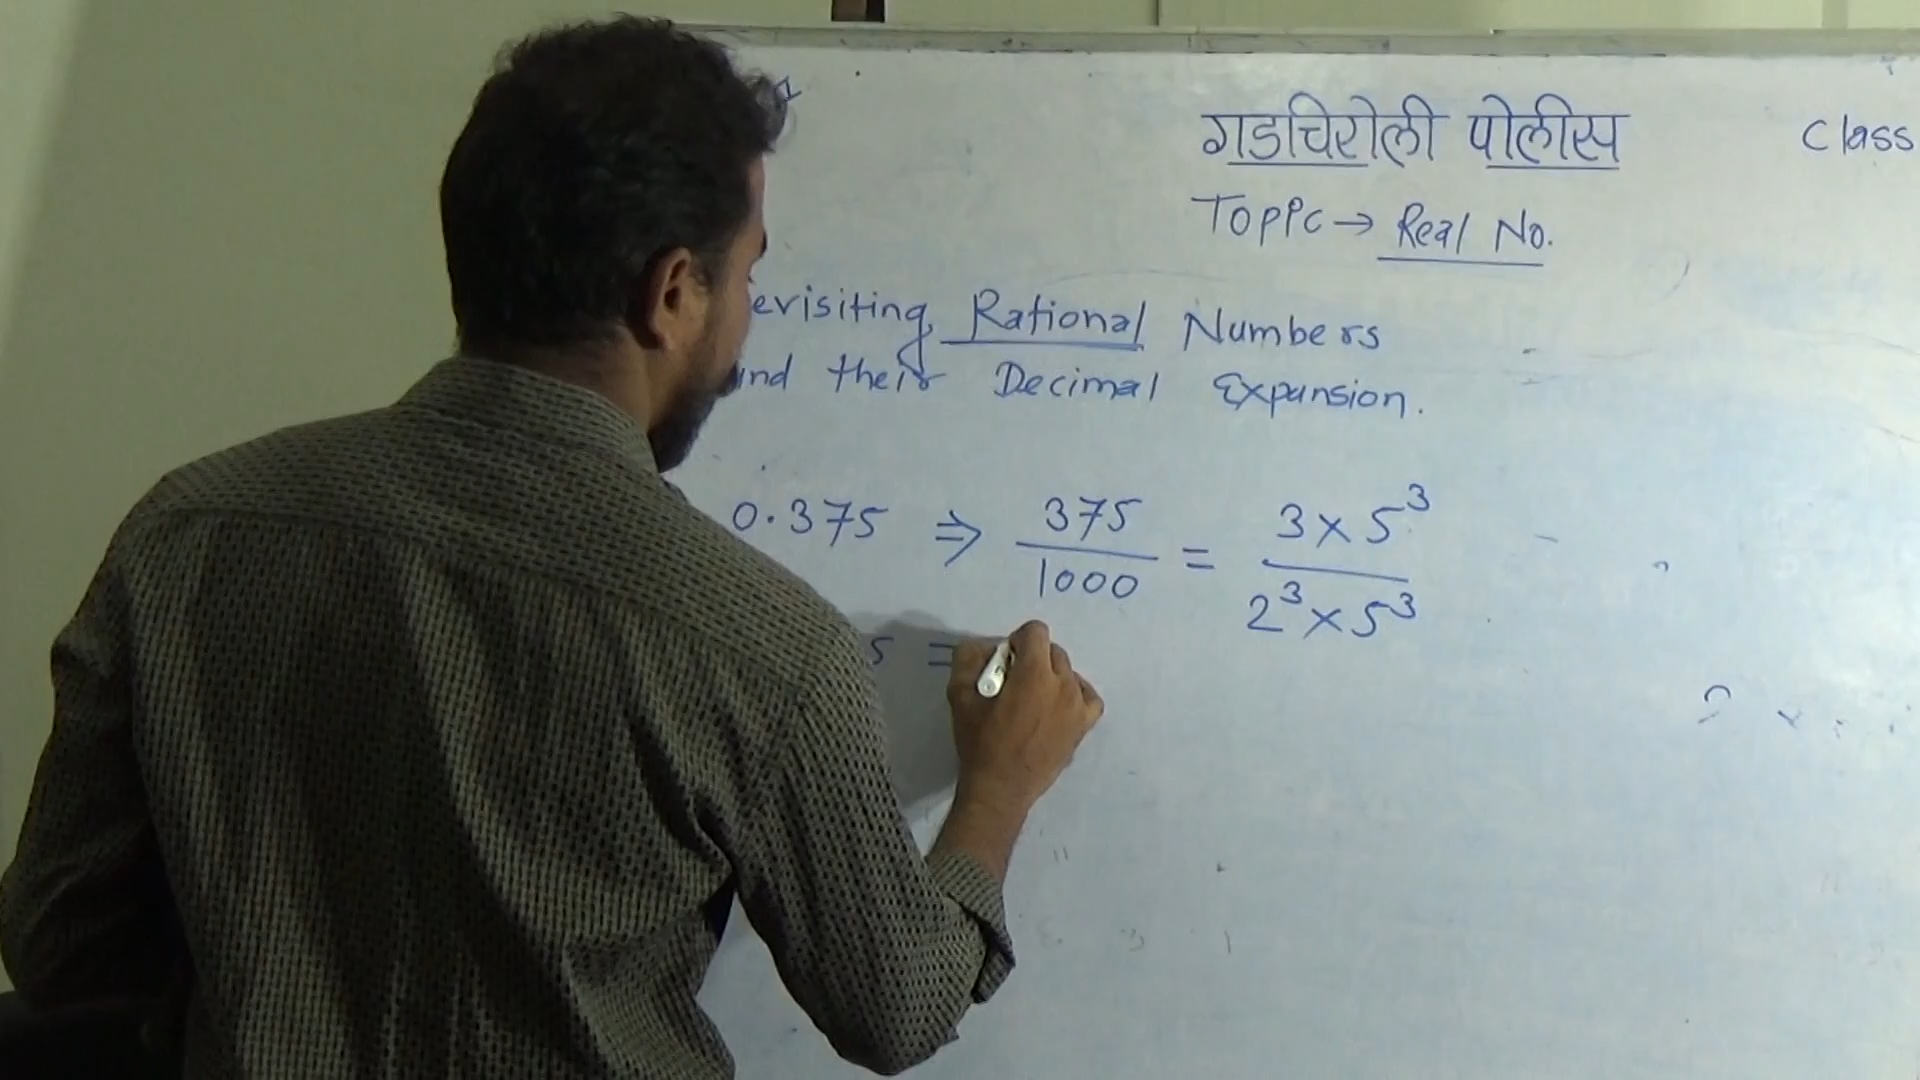 गडचिरोली पोलीस Class
Topic → Real No.
evisiting Rational Numbers
and their Decimal Expansion.
0.375 ⇒ 375/1000 = 3 × 5³ / 2³ × 5³
5 =